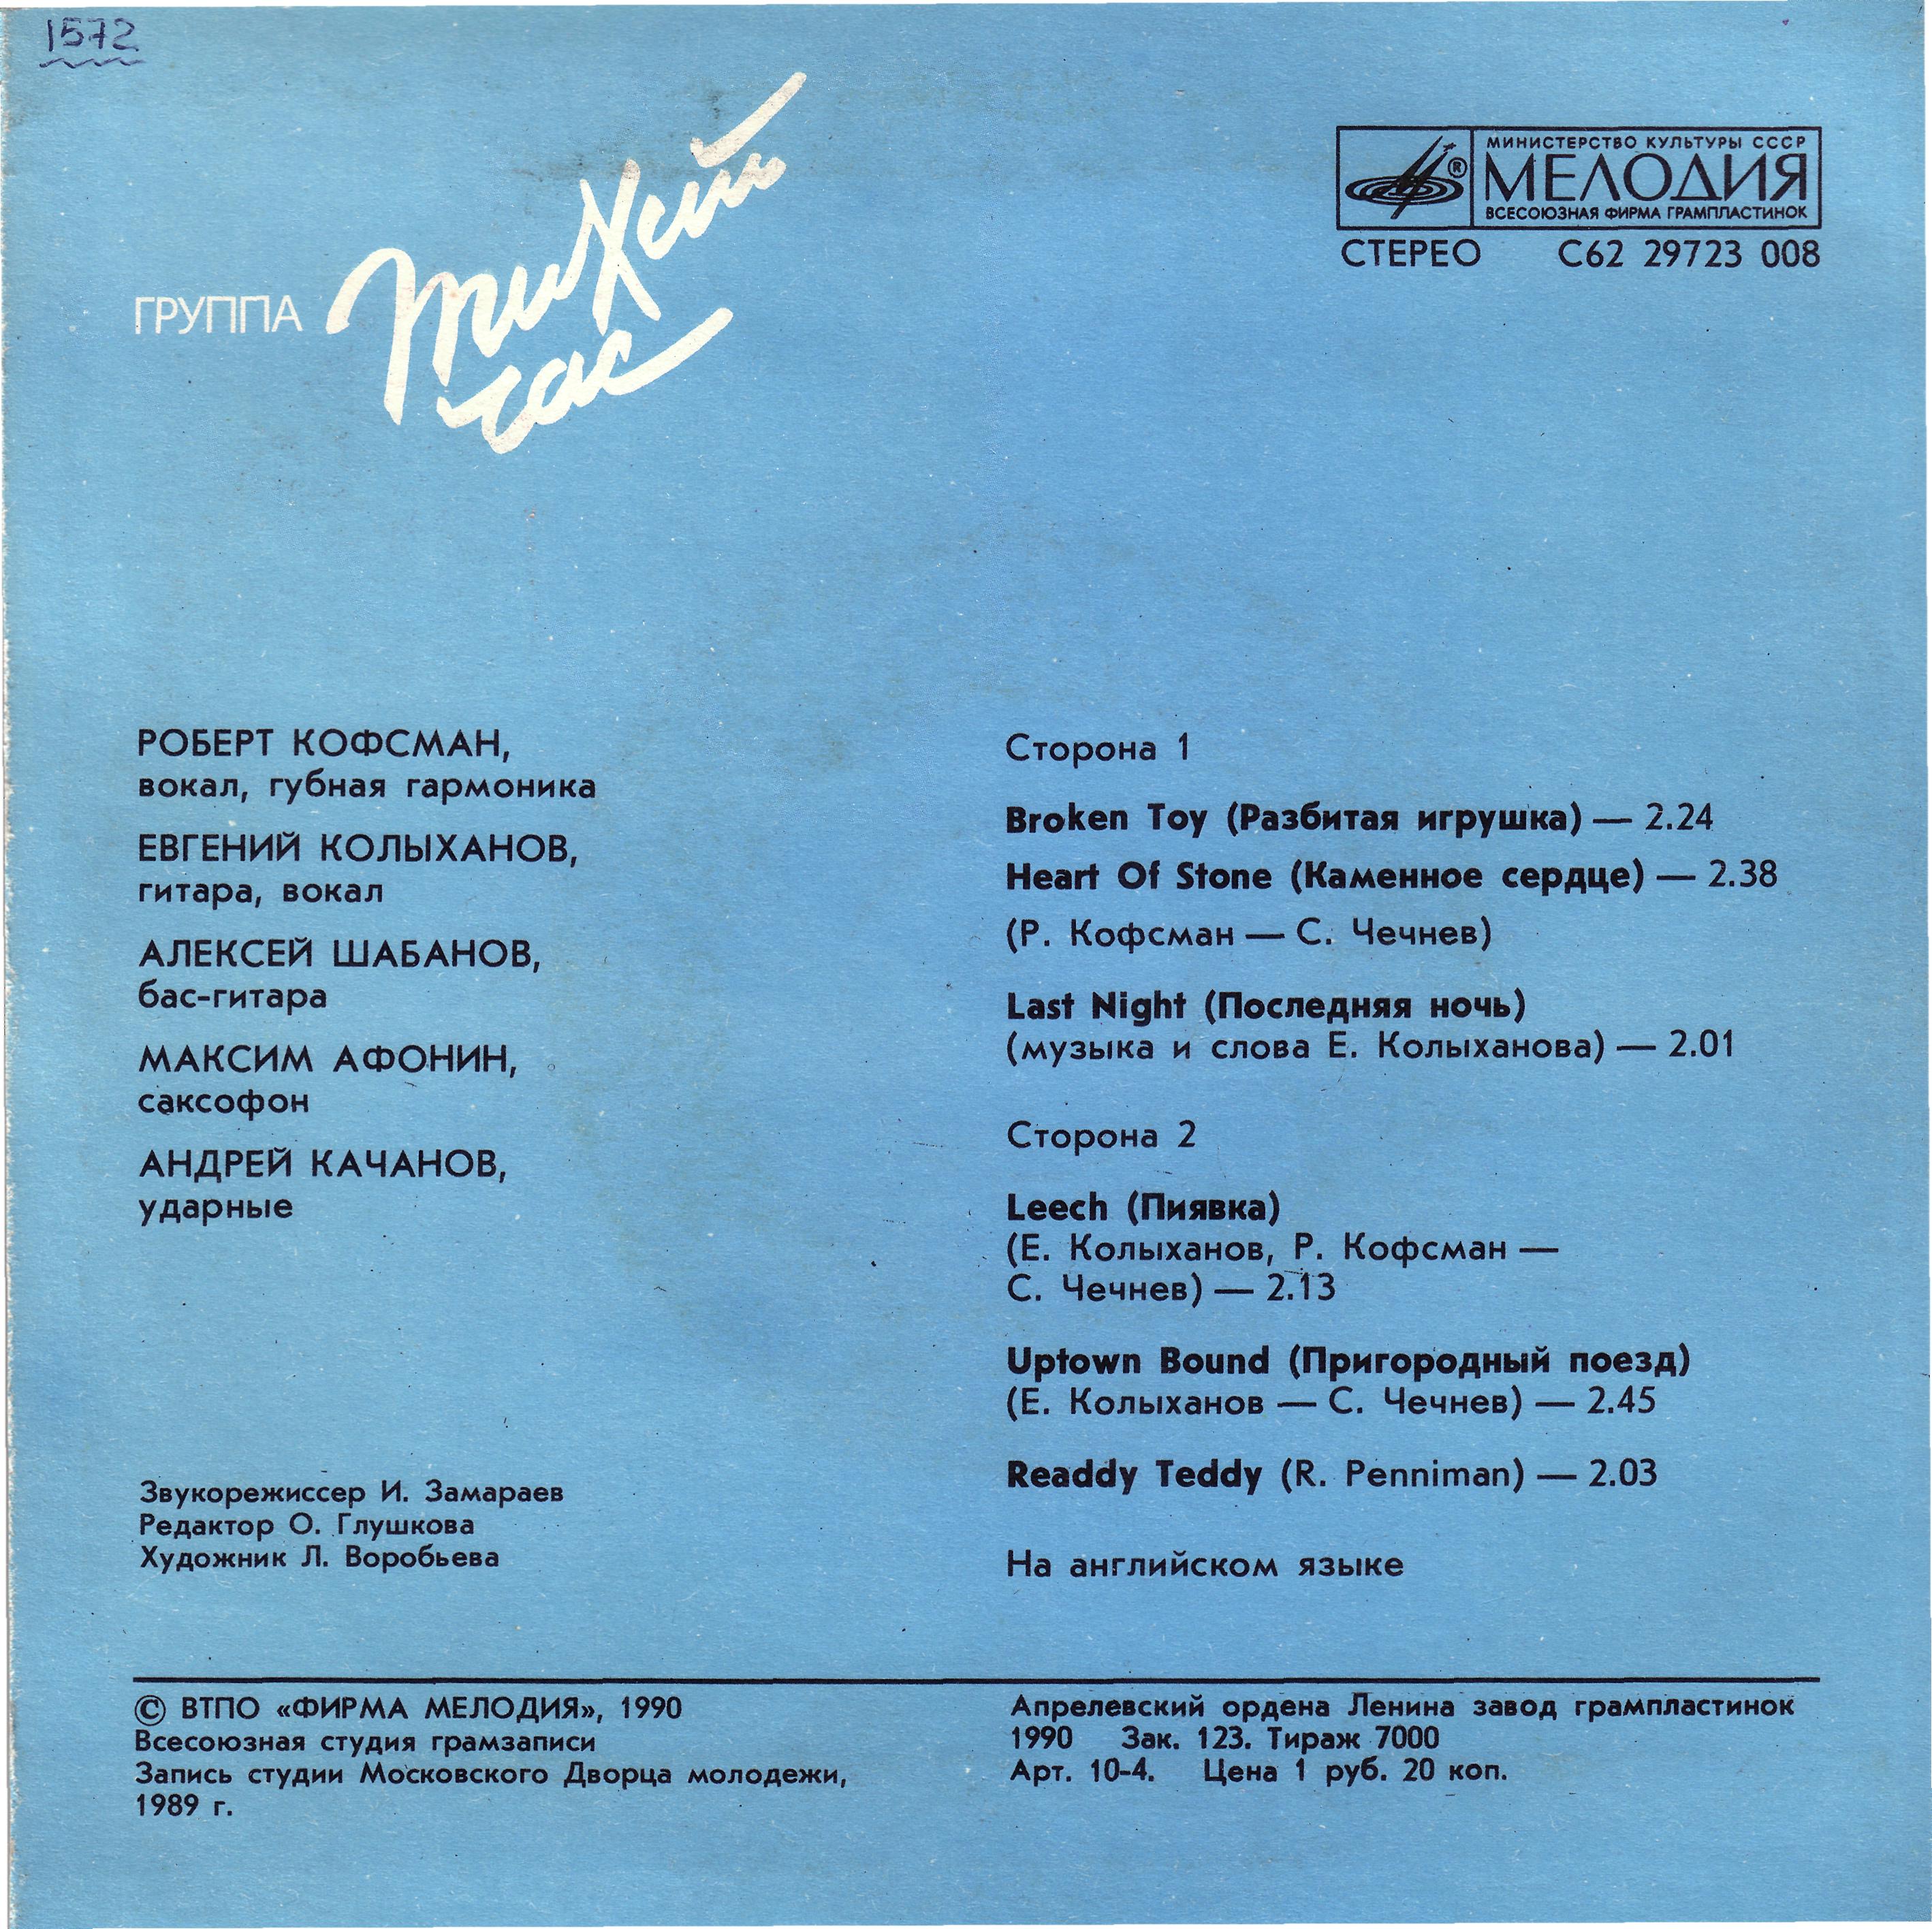 1572
ГРУППА тихий
час
МИНИСТЕРСТВО КУЛЬТУРЫ СССР
®
МЕЛОДИЯ
ВСЕСОЮЗНАЯ ФИРМА ГРАМПЛАСТИНОК
СТЕРЕО С62 29723 008
РОБЕРТ КОФСМАН,
вокал, губная гармоника
ЕВГЕНИЙ КОЛЫХАНОВ,
гитара, вокал
АЛЕКСЕЙ ШАБАНОВ,
бас-гитара
МАКСИМ АФОНИН,
саксофон
АНДРЕЙ КАЧАНОВ,
ударные
Звукорежиссер И. Замараев
Редактор О. Глушкова
Художник Л. Воробьева
Сторона 1
Broken Toy (Разбитая игрушка) — 2.24
Heart Of Stone (Каменное сердце) — 2.38
(Р. Кофсман — С. Чечнев)
Last Night (Последняя ночь)
(музыка и слова Е. Колыханова) — 2.01
Сторона 2
Leech (Пиявка)
(Е. Колыханов, Р. Кофсман —
С. Чечнев) — 2.13
Uptown Bound (Пригородный поезд)
(Е. Колыханов — С. Чечнев) — 2.45
Readdy Teddy (R. Penniman) — 2.03
На английском языке
© ВТПО «ФИРМА МЕЛОДИЯ», 1990
Всесоюзная студия грамзаписи
Запись студии Московского Дворца молодежи,
1989 г.
Апрелевский ордена Ленина завод грампластинок
1990 Зак. 123. Тираж 7000
Арт. 10-4. Цена 1 руб. 20 коп.